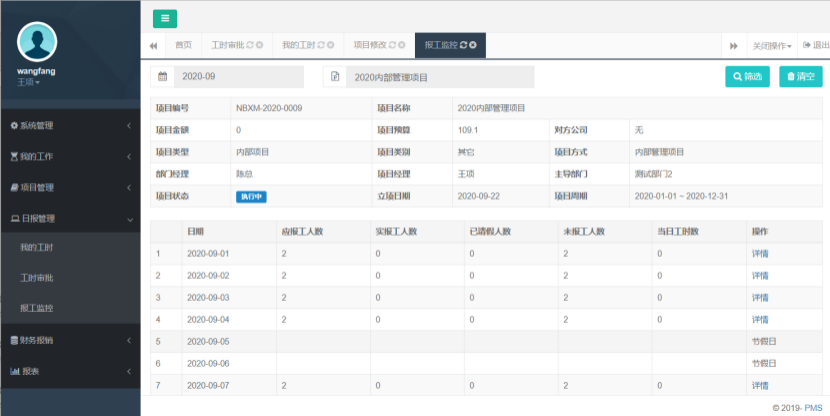 首页 工时审批 我的工时 项目修改 报工监控 关闭操作 退出
wangfang
王项
系统管理
我的工作
项目管理
日报管理
我的工时
工时审批
报工监控
财务报销
报表
2020-09 2020内部管理项目 筛选 清空
项目编号 NBXM-2020-0009 项目名称 2020内部管理项目
项目金额 0 项目预算 109.1 对方公司 无
项目类型 内部项目 项目类别 其它 项目方式 内部管理项目
部门经理 陈总 项目经理 王项 主导部门 测试部门2
项目状态 执行中 立项日期 2020-09-22 项目周期 2020-01-01 ~ 2020-12-31
日期 应报工人数 实报工人数 已请假人数 未报工人数 当日工时数 操作
1 2020-09-01 2 0 0 2 0 详情
2 2020-09-02 2 0 0 2 0 详情
3 2020-09-03 2 0 0 2 0 详情
4 2020-09-04 2 0 0 2 0 详情
5 2020-09-05 节假日
6 2020-09-06 节假日
7 2020-09-07 2 0 0 2 0 详情
© 2019- PMS